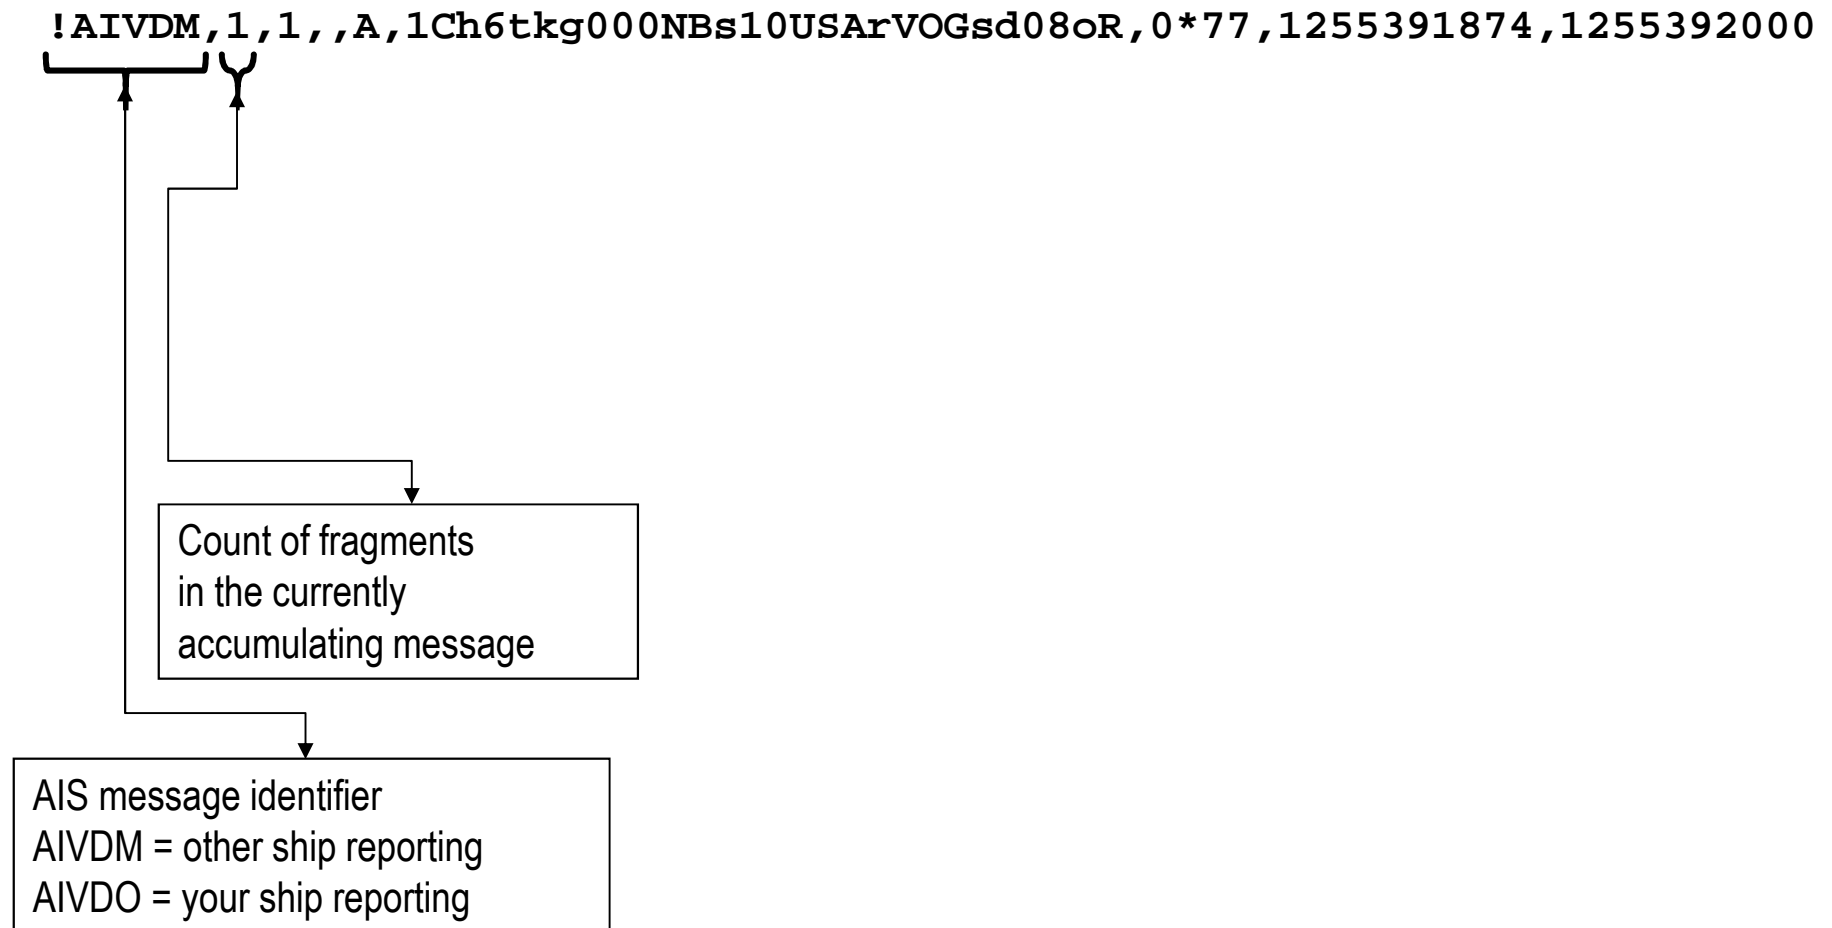 !AIVDM,1,1,,A,1Ch6tkg000NBs10USArVOGsd08oR,0*77,1255391874,1255392000
Count of fragments
in the currently
accumulating message
AIS message identifier
AIVDM = other ship reporting
AIVDO = your ship reporting